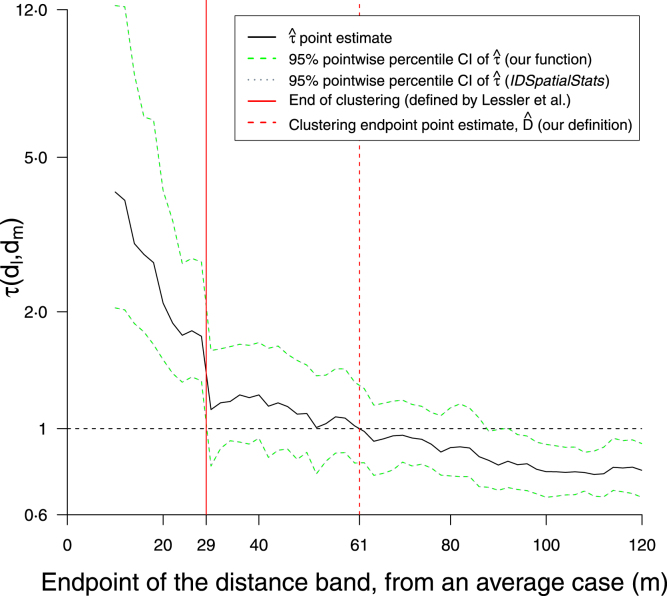 τ̂ point estimate
95% pointwise percentile CI of τ̂ (our function)
95% pointwise percentile CI of τ̂ (IDSpatialStats)
End of clustering (defined by Lessler et al.)
Clustering endpoint point estimate, D̂ (our definition)
12·0
5·0
2·0
1
0·6
τ(dl,dm)
0 20 29 40 61 80 100 120
Endpoint of the distance band, from an average case (m)